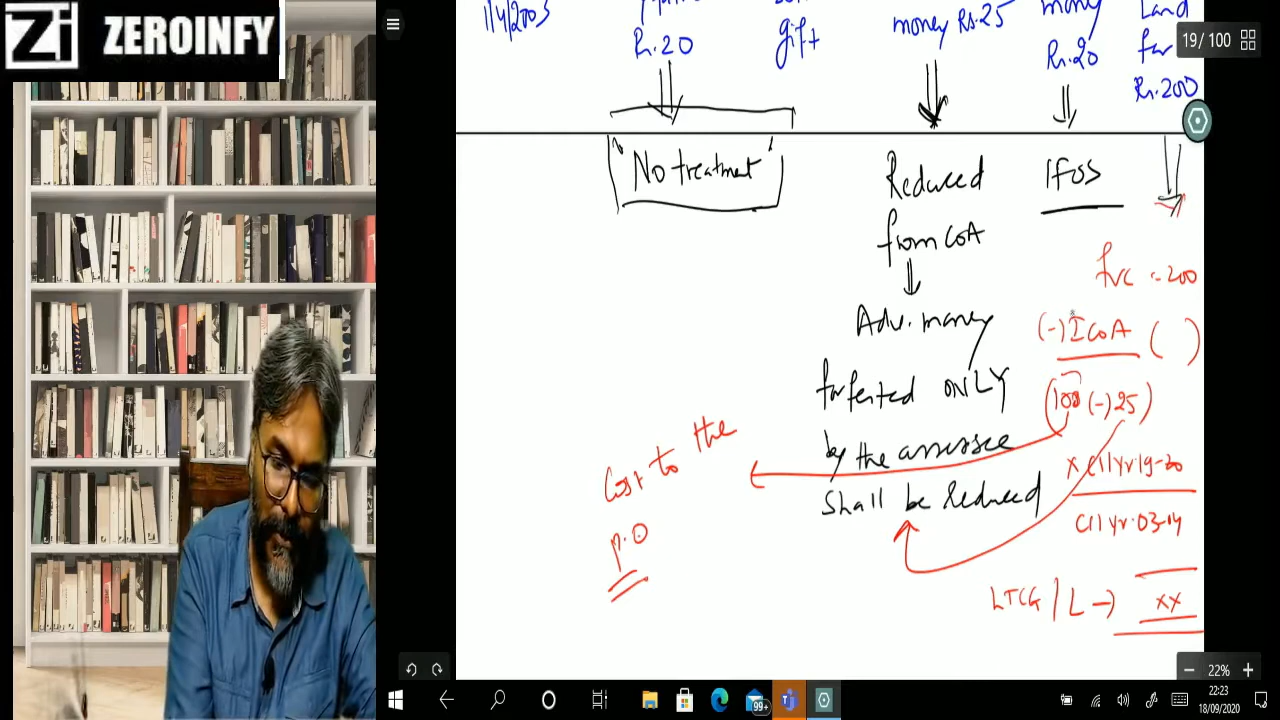 Zi ZEROINFY
19 / 100
1/4/2003
Rs.20
gift
money Rs.25
money
Rs.20
Land
for
Rs.200
"No treatment"
Reduced
from COA
IFOS
Adv. money
forfeited ONLY
by the assessee
shall be Reduced
fvc - 200
(-) ICOA ( )
(100 (-) 25)
x CII yr 19-20
CII yr. 03-04
LTCG / L →
xx
Cost to the
P.O
22%
99+
22:23
18/09/2020